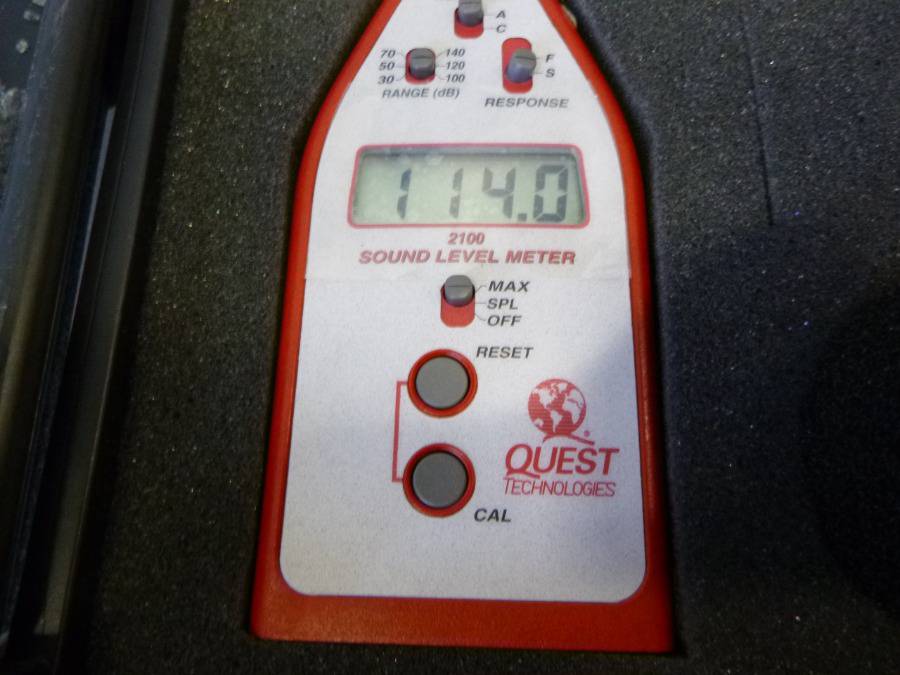 A
C
70 140
50 120
30 100
RANGE (dB)
F
S
RESPONSE
114.0
2100
SOUND LEVEL METER
MAX
SPL
OFF
RESET
QUEST
®
TECHNOLOGIES
CAL